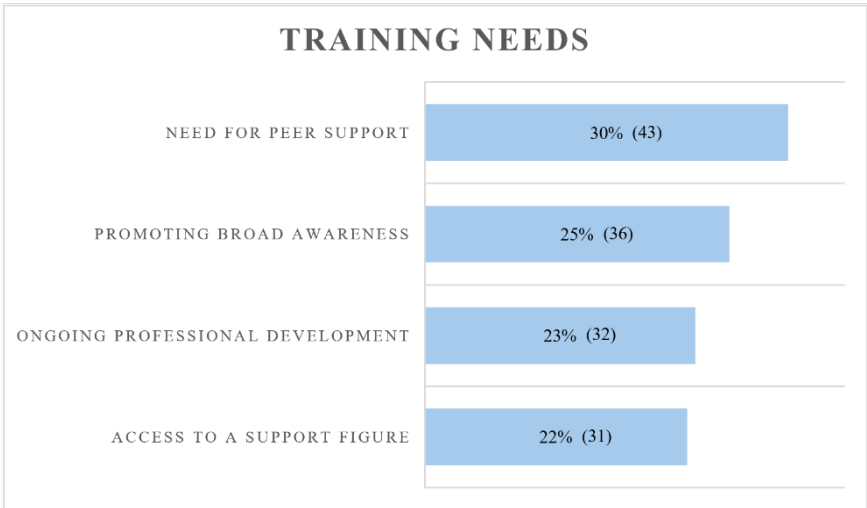 TRAINING NEEDS
NEED FOR PEER SUPPORT
30% (43)
PROMOTING BROAD AWARENESS
25% (36)
ONGOING PROFESSIONAL DEVELOPMENT
23% (32)
ACCESS TO A SUPPORT FIGURE
22% (31)